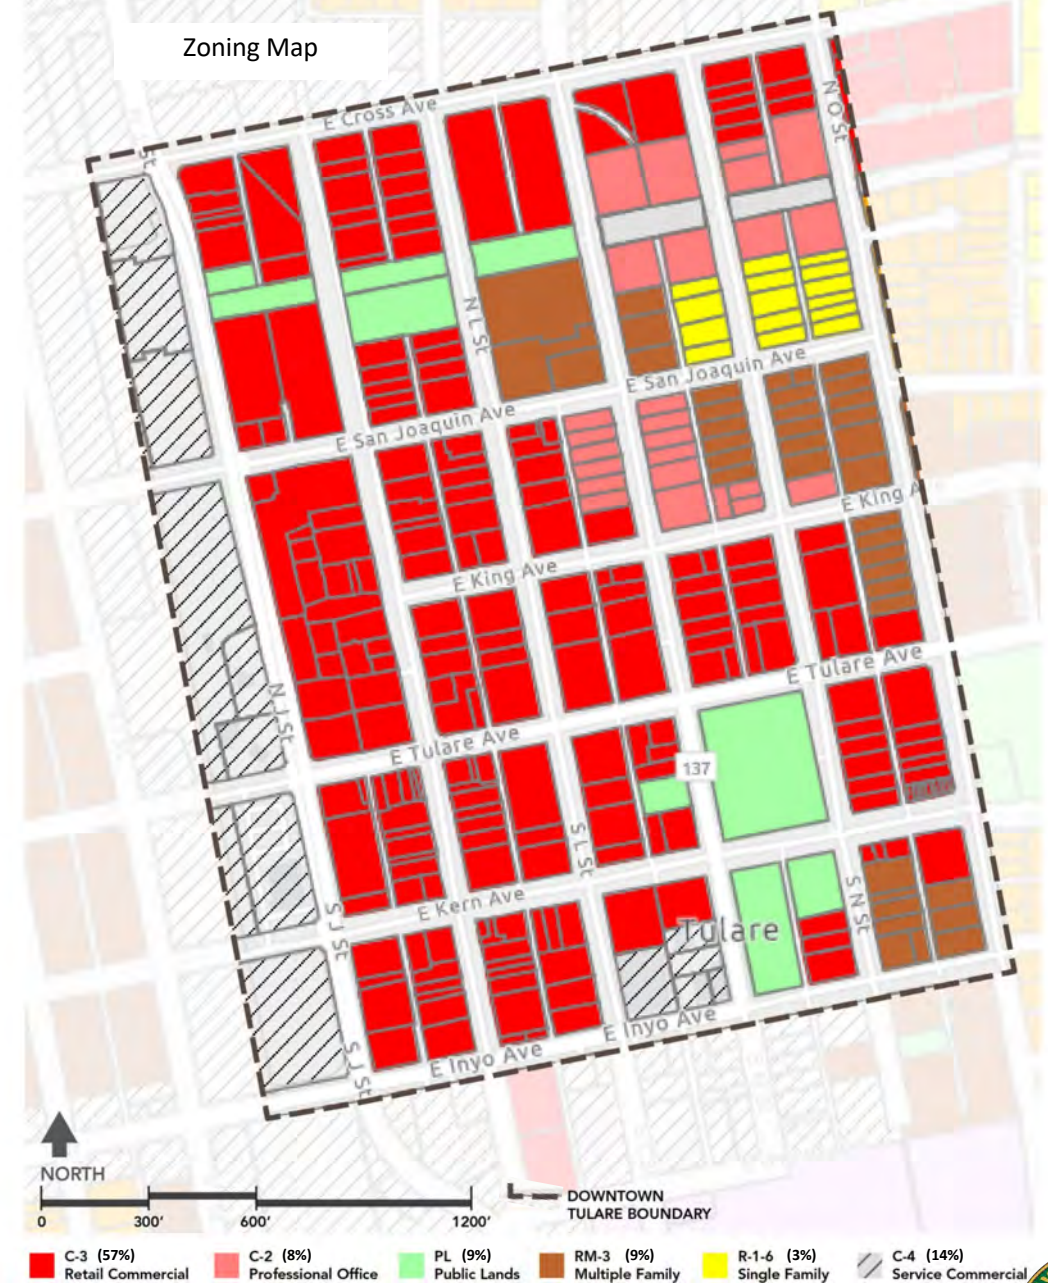 Zoning Map
E Cross Ave
St
N O St
N L St
E San Joaquin Ave
E San Joaquin Ave
E King A
E King Ave
E Tulare Ave
N J St
E Tulare Ave
137
S L St
E Kern Ave
S J St
S N St
Tulare
E Inyo Ave
E Inyo Ave
S J St
NORTH
0 300' 600' 1200'
DOWNTOWN
TULARE BOUNDARY
C-3 (57%)
Retail Commercial
C-2 (8%)
Professional Office
PL (9%)
Public Lands
RM-3 (9%)
Multiple Family
R-1-6 (3%)
Single Family
C-4 (14%)
Service Commercial